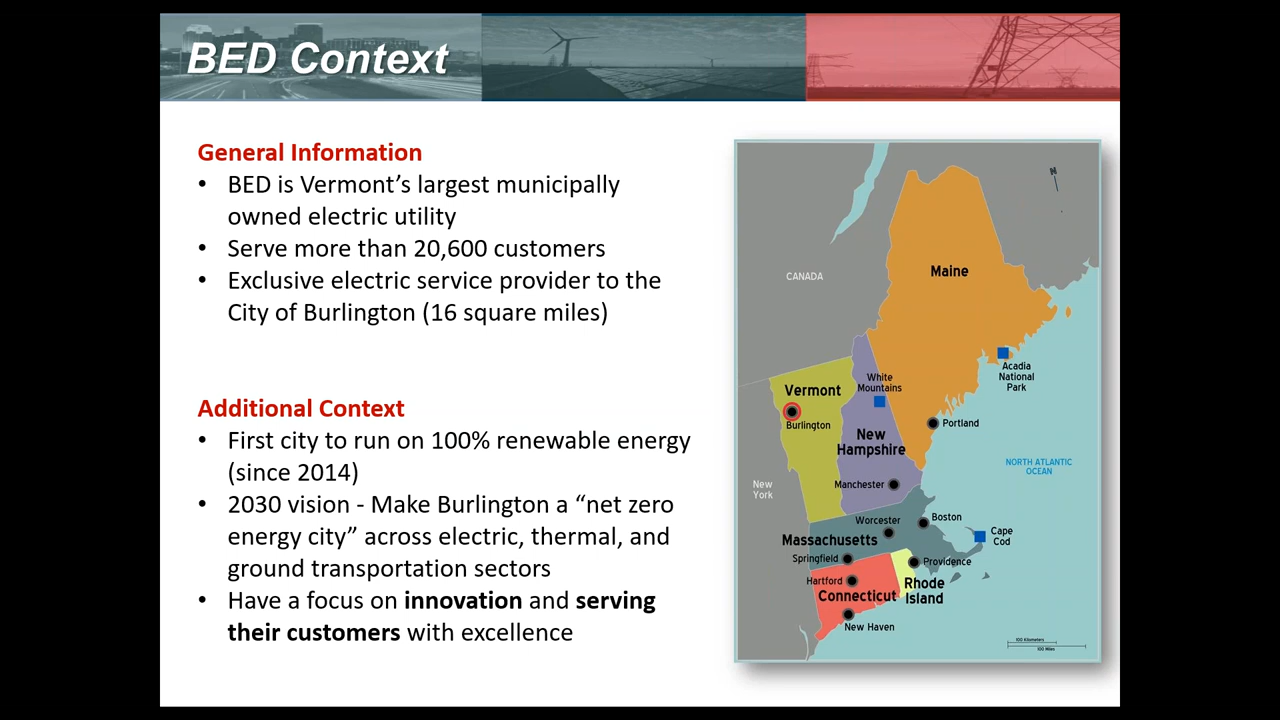 BED Context
General Information
• BED is Vermont’s largest municipally
owned electric utility
• Serve more than 20,600 customers
• Exclusive electric service provider to the
City of Burlington (16 square miles)
Additional Context
• First city to run on 100% renewable energy
(since 2014)
• 2030 vision - Make Burlington a “net zero
energy city” across electric, thermal, and
ground transportation sectors
• Have a focus on innovation and serving
their customers with excellence
N
CANADA
Maine
Acadia
National
Park
White
Mountains
Vermont
Burlington
New
Hampshire
Portland
NORTH ATLANTIC
OCEAN
New
York
Manchester
Worcester
Boston
Cape
Cod
Massachusetts
Springfield
Providence
Hartford
Rhode
Island
Connecticut
New Haven
100 Kilometers
100 Miles